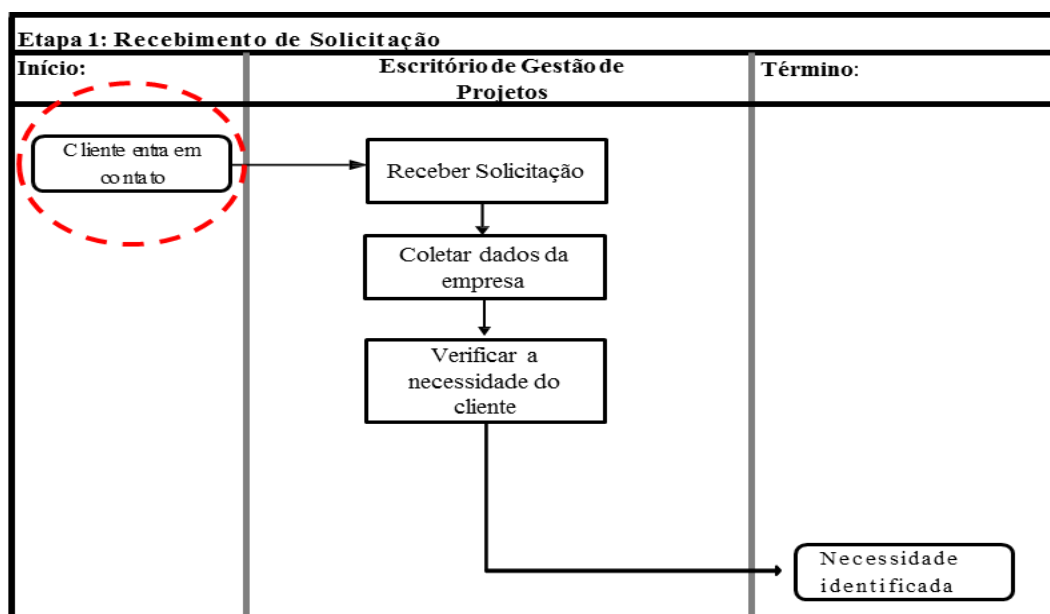 Etapa 1: Recebimento de Solicitação
Início:
Escritório de Gestão de
Projetos
Término:
Cliente entra em
contato
Receber Solicitação
Coletar dados da
empresa
Verificar a
necessidade do
cliente
Necessidade
identificada